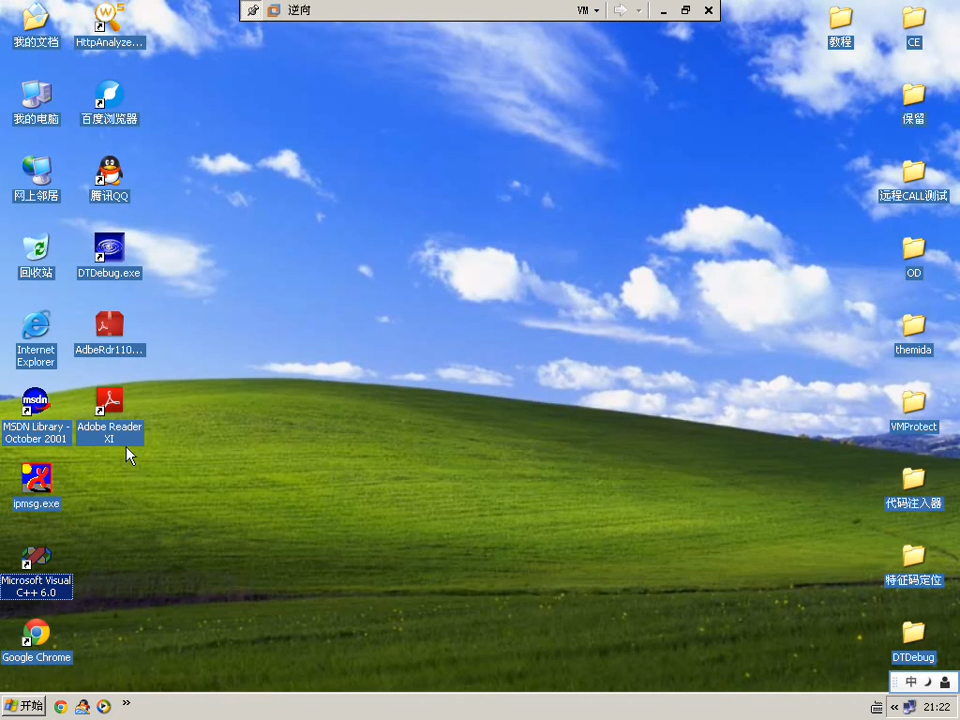 逆向
VM
我的文档
HttpAnalyze...
教程
CE
我的电脑
百度浏览器
保留
网上邻居
腾讯QQ
远程CALL测试
回收站
DTDebug.exe
OD
Internet
Explorer
AdbeRdr110...
themida
msdn
MSDN Library -
October 2001
Adobe Reader
XI
VMProtect
ipmsg.exe
代码注入器
Microsoft Visual
C++ 6.0
特征码定位
Google Chrome
DTDebug
中
开始
21:22